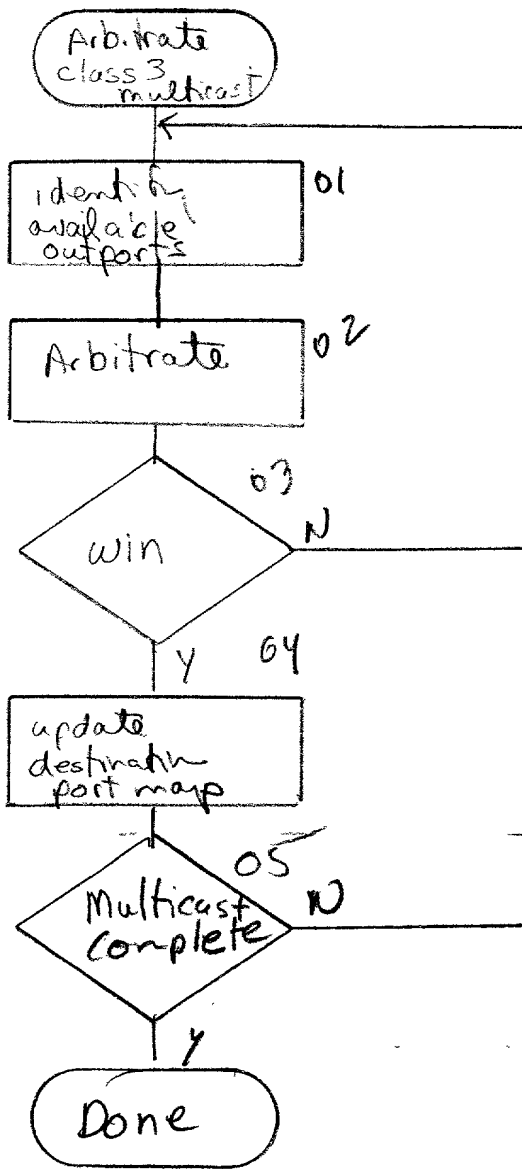 Arbitrate
class 3
multicast
identify
01
available
outports
Arbitrate
02
03
win
N
Y
04
update
destination
port map
05
Multicast
complete
N
Y
Done